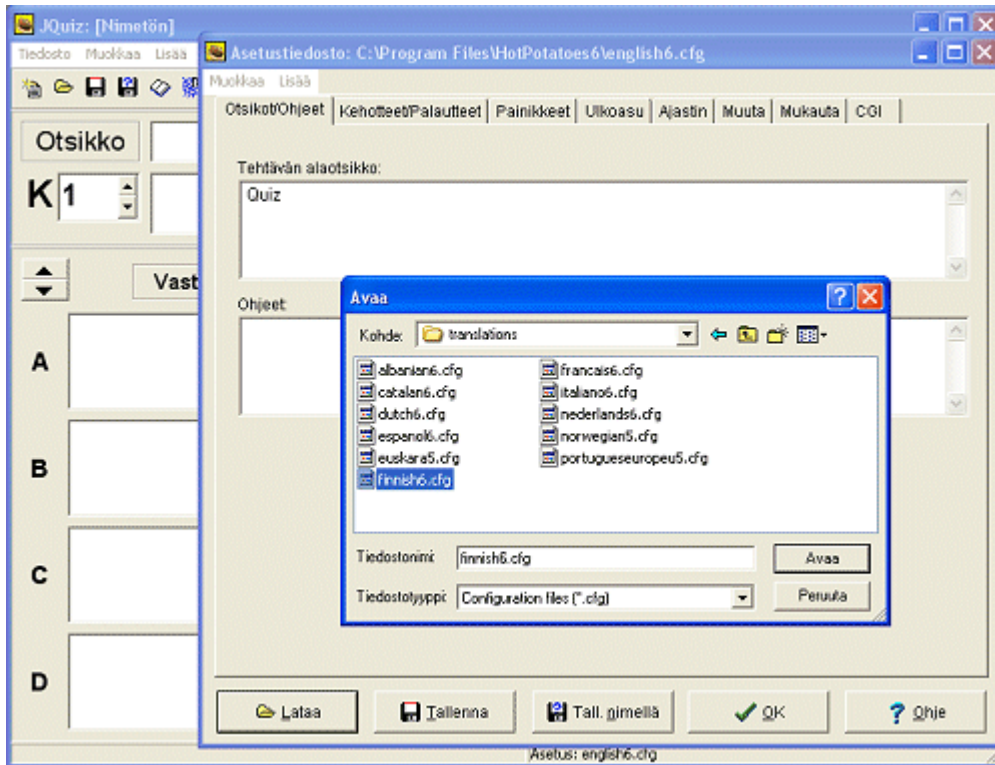 JQuiz: [Nimetön]
Tiedosto Muokkaa Lisää
Asetustiedosto: C:\Program Files\HotPotatoes6\english6.cfg
Muokkaa Lisää
Otsikot/Ohjeet Kehotteet/Palautteet Painikkeet Ulkoasu Ajastin Muuta Mukauta CGI
Otsikko
K 1
Tehtävän alaotsikko:
Quiz
Vast
Ohjeet
A
B
C
D
Avaa
Kohde: translations
albanian6.cfg francais6.cfg
catalan6.cfg italiano6.cfg
dutch6.cfg nederlands6.cfg
espanol6.cfg norwegian5.cfg
euskara5.cfg portugueseuropeu5.cfg
finnish6.cfg
Tiedostonimi: finnish6.cfg Avaa
Tiedostotyyppi: Configuration files (*.cfg) Peruuta
Lataa Tallenna Tall. nimellä OK Ohje
Asetus: english6.cfg